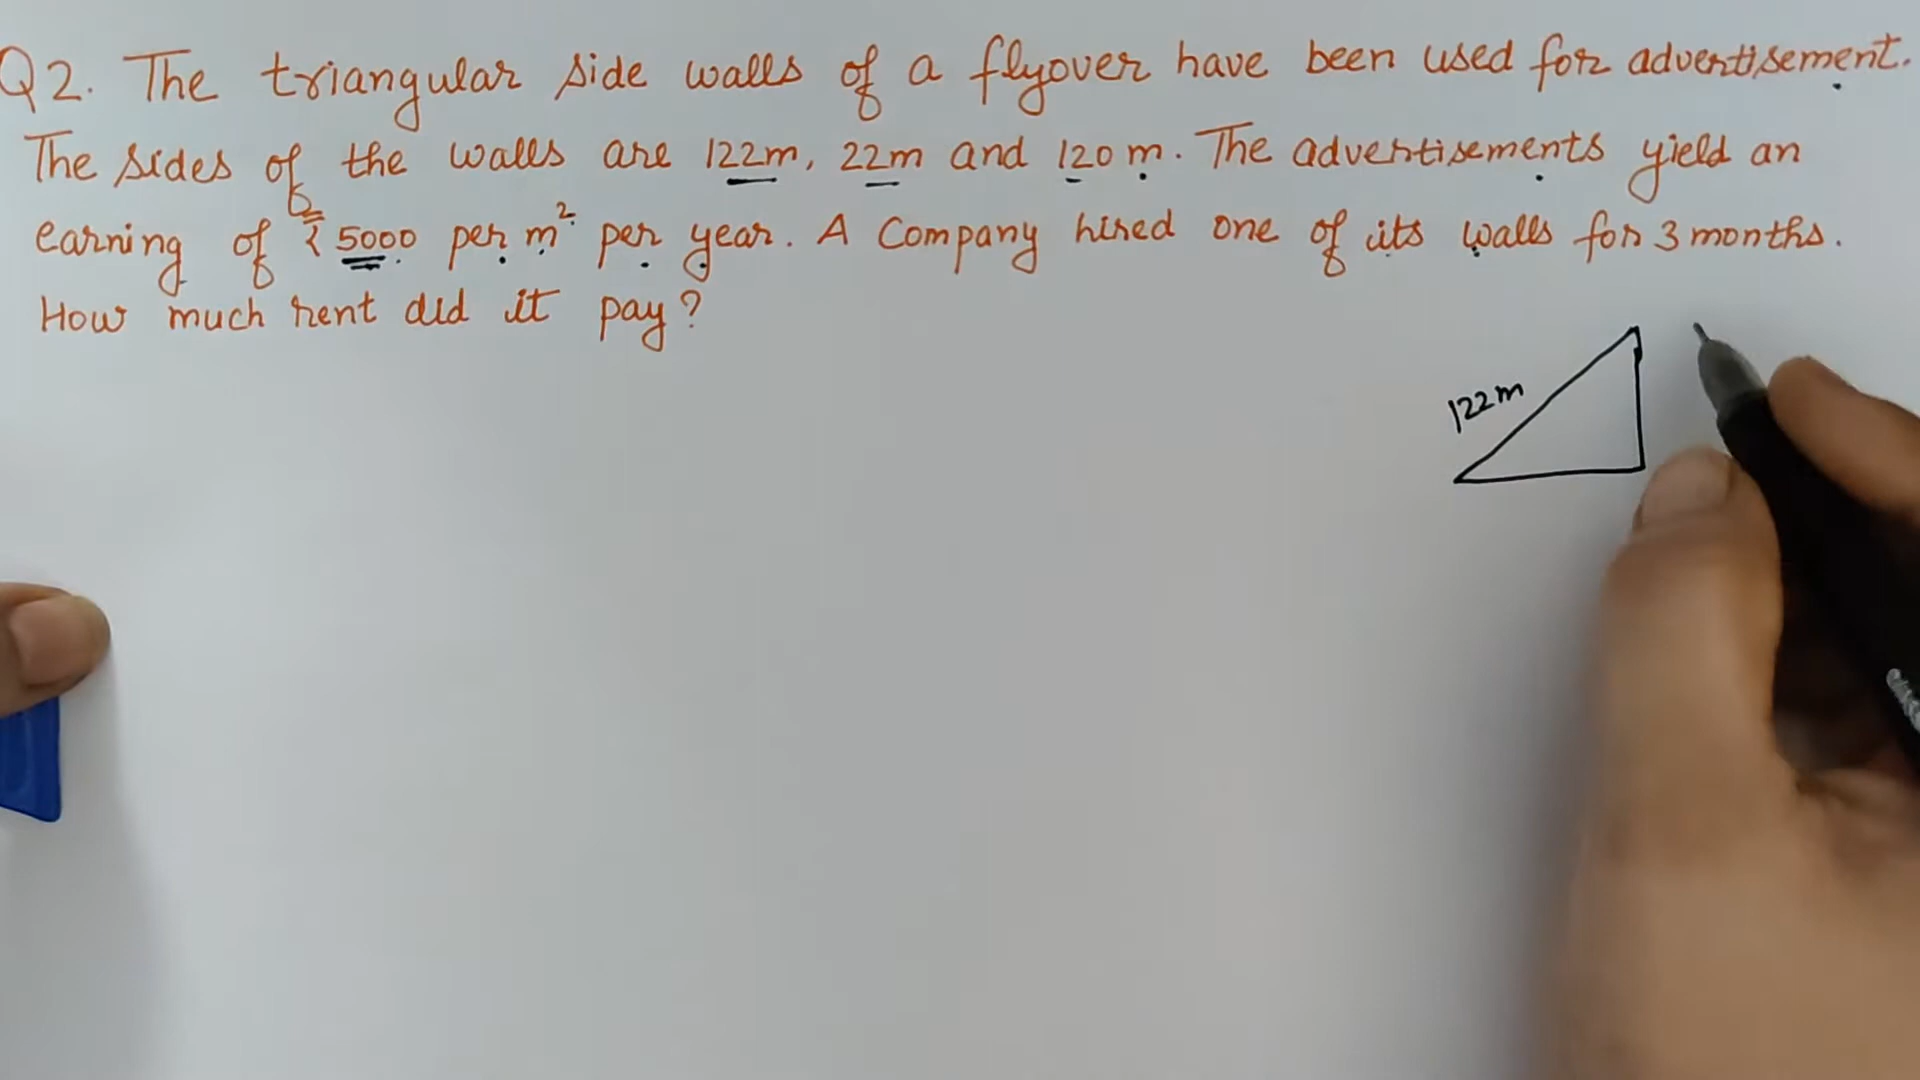 Q2. The triangular side walls of a flyover have been used for advertisement.
The sides of the walls are 122m, 22m and 120 m. The advertisements yield an
earning of ₹ 5000 per m² per year. A Company hired one of its walls for 3 months.
How much rent did it pay?
122m